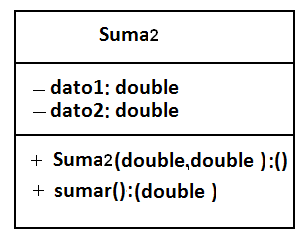 Suma2
– dato1: double
– dato2: double
+ Suma2(double,double ):()
+ sumar():(double )